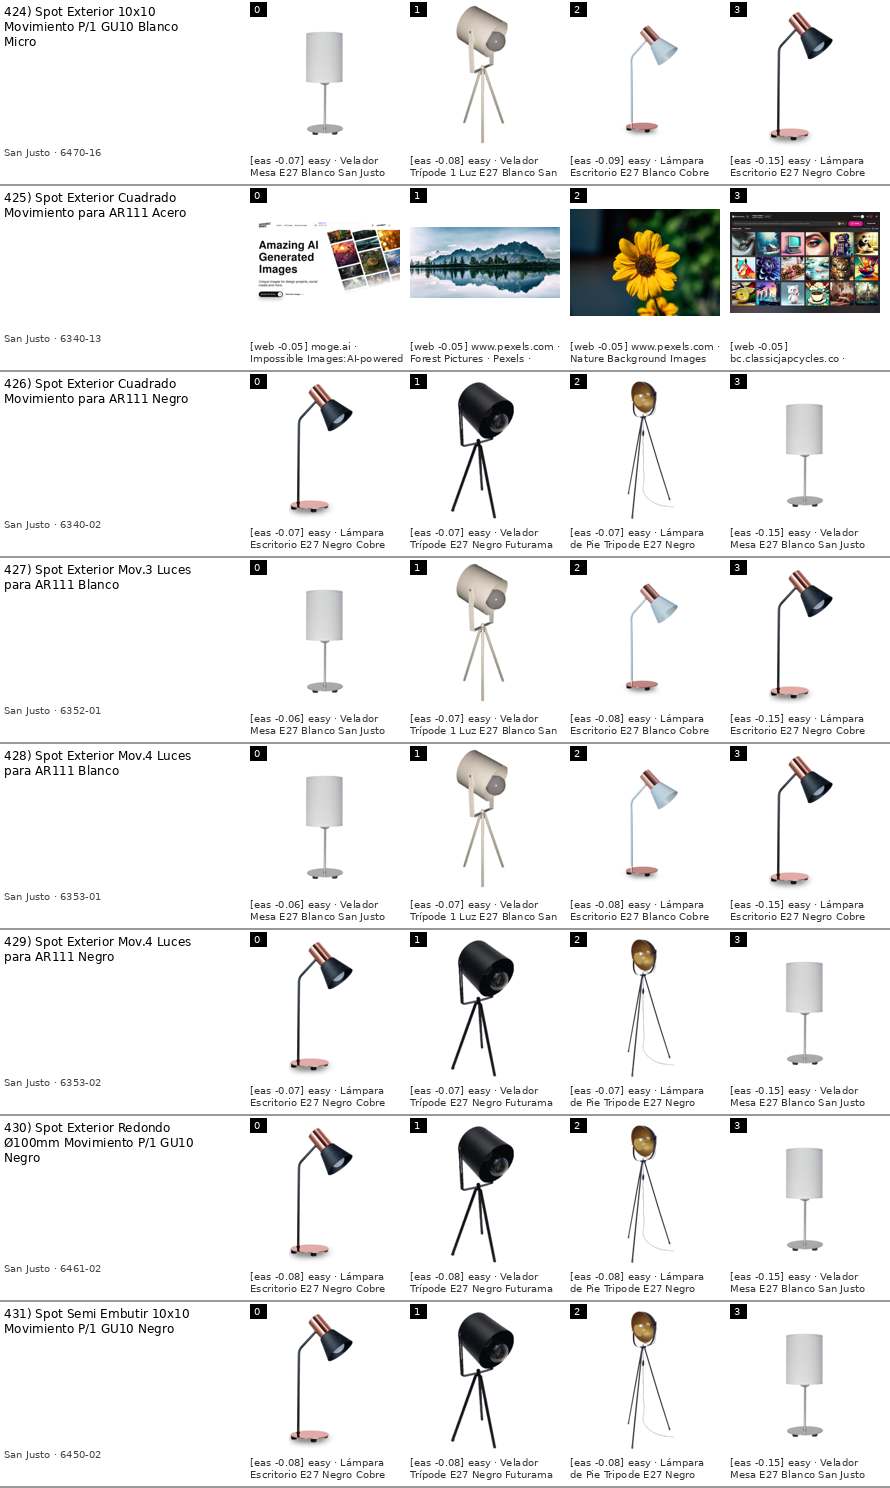 424) Spot Exterior 10x10
Movimiento P/1 GU10 Blanco
Micro
San Justo · 6470-16
0
[eas -0.07] easy · Velador
Mesa E27 Blanco San Justo
1
[eas -0.08] easy · Velador
Trípode 1 Luz E27 Blanco San
2
[eas -0.09] easy · Lámpara
Escritorio E27 Blanco Cobre
3
[eas -0.15] easy · Lámpara
Escritorio E27 Negro Cobre
425) Spot Exterior Cuadrado
Movimiento para AR111 Acero
San Justo · 6340-13
0
Amazing AI
Generated
Images
[web -0.05] moge.ai ·
Impossible Images:AI-powered
1
[web -0.05] www.pexels.com ·
Forest Pictures · Pexels ·
2
[web -0.05] www.pexels.com ·
Nature Background Images
3
[web -0.05]
bc.classicjapcycles.co ·
426) Spot Exterior Cuadrado
Movimiento para AR111 Negro
San Justo · 6340-02
0
[eas -0.07] easy · Lámpara
Escritorio E27 Negro Cobre
1
[eas -0.07] easy · Velador
Trípode E27 Negro Futurama
2
[eas -0.07] easy · Lámpara
de Pie Tripode E27 Negro
3
[eas -0.15] easy · Velador
Mesa E27 Blanco San Justo
427) Spot Exterior Mov.3 Luces
para AR111 Blanco
San Justo · 6352-01
0
[eas -0.06] easy · Velador
Mesa E27 Blanco San Justo
1
[eas -0.07] easy · Velador
Trípode 1 Luz E27 Blanco San
2
[eas -0.08] easy · Lámpara
Escritorio E27 Blanco Cobre
3
[eas -0.15] easy · Lámpara
Escritorio E27 Negro Cobre
428) Spot Exterior Mov.4 Luces
para AR111 Blanco
San Justo · 6353-01
0
[eas -0.06] easy · Velador
Mesa E27 Blanco San Justo
1
[eas -0.07] easy · Velador
Trípode 1 Luz E27 Blanco San
2
[eas -0.08] easy · Lámpara
Escritorio E27 Blanco Cobre
3
[eas -0.15] easy · Lámpara
Escritorio E27 Negro Cobre
429) Spot Exterior Mov.4 Luces
para AR111 Negro
San Justo · 6353-02
0
[eas -0.07] easy · Lámpara
Escritorio E27 Negro Cobre
1
[eas -0.07] easy · Velador
Trípode E27 Negro Futurama
2
[eas -0.07] easy · Lámpara
de Pie Tripode E27 Negro
3
[eas -0.15] easy · Velador
Mesa E27 Blanco San Justo
430) Spot Exterior Redondo
Ø100mm Movimiento P/1 GU10
Negro
San Justo · 6461-02
0
[eas -0.08] easy · Lámpara
Escritorio E27 Negro Cobre
1
[eas -0.08] easy · Velador
Trípode E27 Negro Futurama
2
[eas -0.08] easy · Lámpara
de Pie Tripode E27 Negro
3
[eas -0.15] easy · Velador
Mesa E27 Blanco San Justo
431) Spot Semi Embutir 10x10
Movimiento P/1 GU10 Negro
San Justo · 6450-02
0
[eas -0.08] easy · Lámpara
Escritorio E27 Negro Cobre
1
[eas -0.08] easy · Velador
Trípode E27 Negro Futurama
2
[eas -0.08] easy · Lámpara
de Pie Tripode E27 Negro
3
[eas -0.15] easy · Velador
Mesa E27 Blanco San Justo